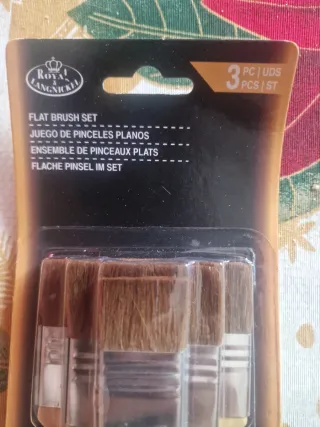 ROYAL
& LANGNICKEL
3 PC | UDS
PCS | ST
FLAT BRUSH SET
JUEGO DE PINCELES PLANOS
ENSEMBLE DE PINCEAUX PLATS
FLACHE PINSEL IM SET